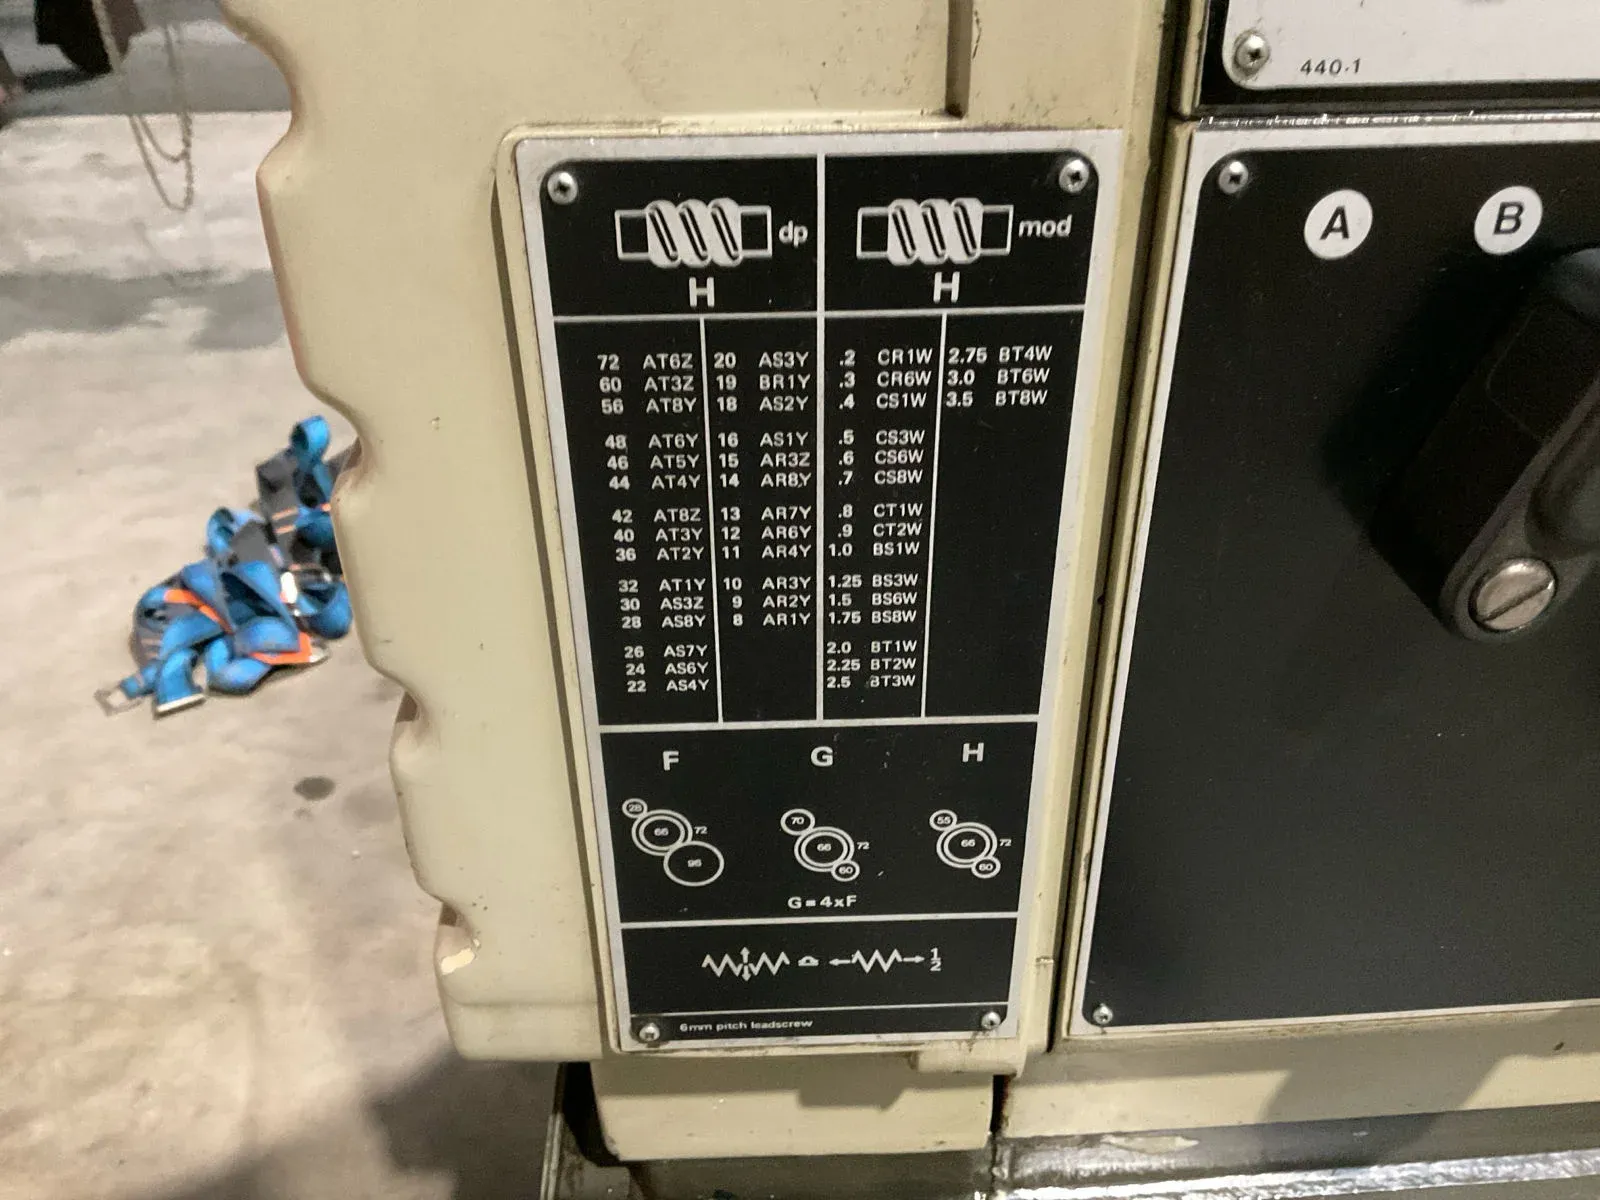 440·1
A B
dp
H
mod
H
72 AT6Z 20 AS3Y .2 CR1W 2.75 BT4W
60 AT3Z 19 BR1Y .3 CR6W 3.0 BT6W
56 AT8Y 18 AS2Y .4 CS1W 3.5 BT8W
48 AT6Y 16 AS1Y .5 CS3W
46 AT5Y 15 AR3Z .6 CS6W
44 AT4Y 14 AR8Y .7 CS8W
42 AT8Z 13 AR7Y .8 CT1W
40 AT3Y 12 AR6Y .9 CT2W
36 AT2Y 11 AR4Y 1.0 BS1W
32 AT1Y 10 AR3Y 1.25 BS3W
30 AS3Z 9 AR2Y 1.5 BS6W
28 AS8Y 8 AR1Y 1.75 BS8W
26 AS7Y 2.0 BT1W
24 AS6Y 2.25 BT2W
22 AS4Y 2.5 BT3W
F G H
28 66 72 96
70 66 72 60
55 66 72 60
G=4xF
1/2
6mm pitch leadscrew